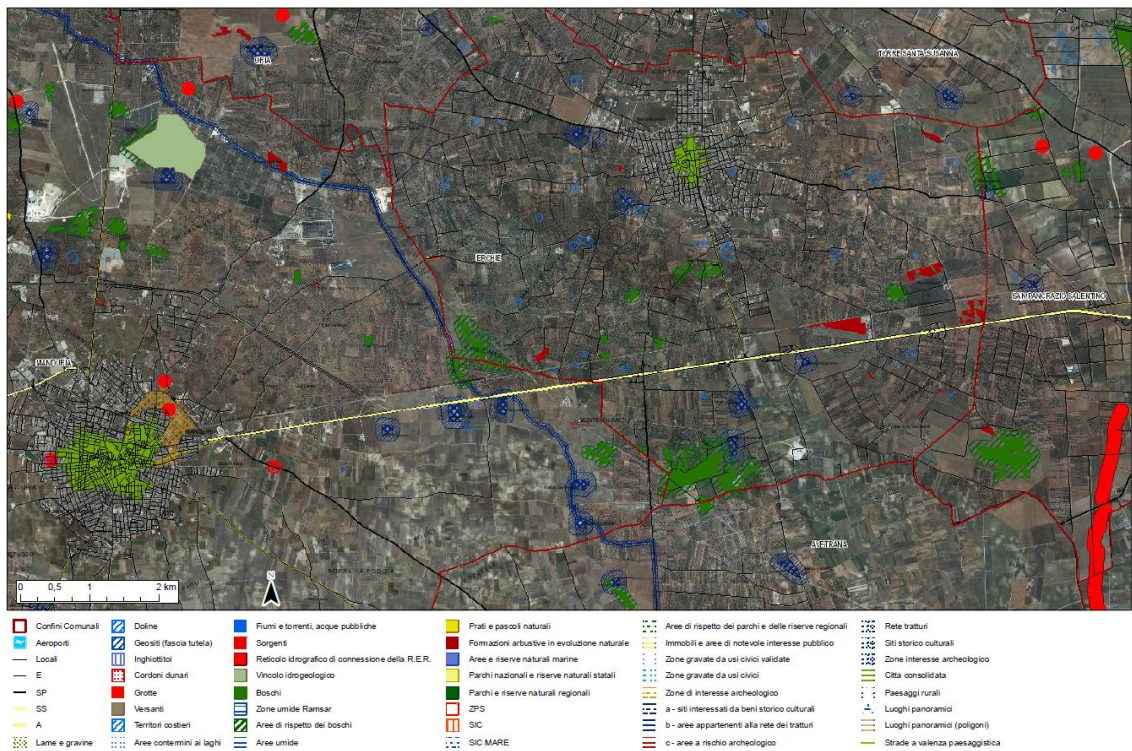 TORRE SANTA SUSANNA
ORIA
ERCHIE
SAN PANCRAZIO SALENTINO
MANDURIA
AVETRANA
N
0 0,5 1 2 km
Confini Comunali
Aeroporti
Locali
E
SP
SS
A
Lame e gravine
Doline
Geositi (fascia tutela)
Inghiottitoi
Cordoni dunari
Grotte
Versanti
Territori costieri
Aree contermini ai laghi
Fiumi e torrenti, acque pubbliche
Sorgenti
Reticolo idrografico di connessione della R.E.R.
Vincolo idrogeologico
Boschi
Zone umide Ramsar
Aree di rispetto dei boschi
Aree umide
Prati e pascoli naturali
Formazioni arbustive in evoluzione naturale
Aree e riserve naturali marine
Parchi nazionali e riserve naturali statali
Parchi e riserve naturali regionali
ZPS
SIC
SIC MARE
Aree di rispetto dei parchi e delle riserve regionali
Immobili e aree di notevole interesse pubblico
Zone gravate da usi civici validate
Zone gravate da usi civici
Zone di interesse archeologico
a - siti interessati da beni storico culturali
b - aree appartenenti alla rete dei tratturi
c - aree a rischio archeologico
Rete tratturi
Siti storico culturali
Zone interesse archeologico
Citta consolidata
Paesaggi rurali
Luoghi panoramici
Luoghi panoramici (poligoni)
Strade a valenza paesaggitica